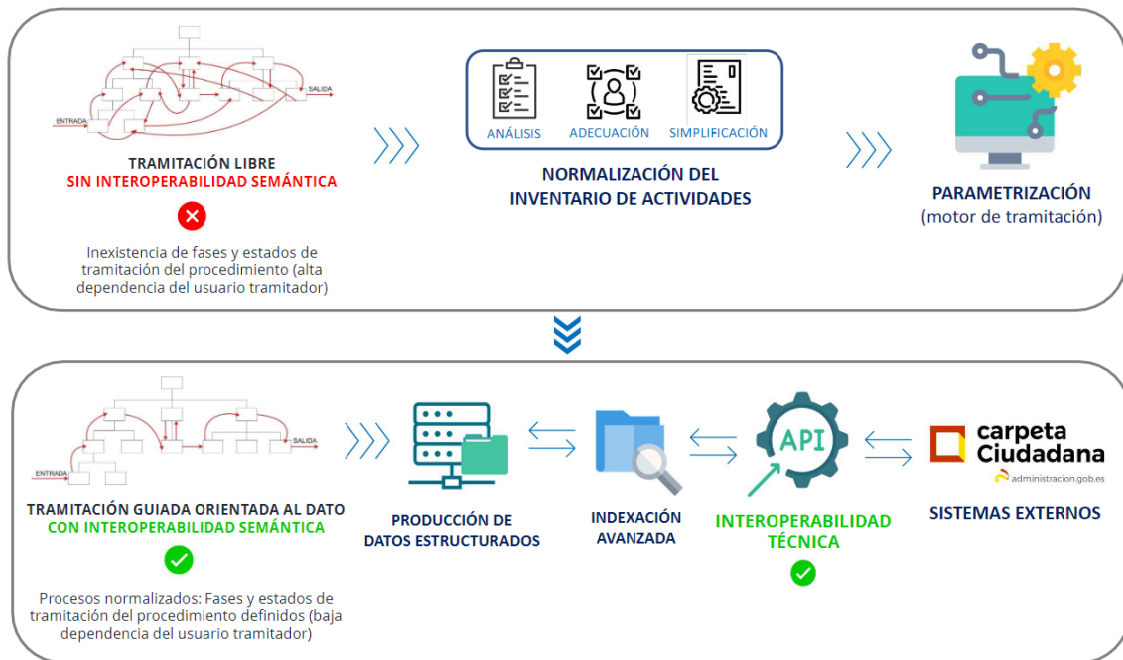 SALIDA
ENTRADA
TRAMITACIÓN LIBRE
SIN INTEROPERABILIDAD SEMÁNTICA
Inexistencia de fases y estados de
tramitación del procedimiento (alta
dependencia del usuario tramitador)
ANÁLISIS
ADECUACIÓN
SIMPLIFICACIÓN
NORMALIZACIÓN DEL
INVENTARIO DE ACTIVIDADES
PARAMETRIZACIÓN
(motor de tramitación)
SALIDA
ENTRADA
TRAMITACIÓN GUIADA ORIENTADA AL DATO
CON INTEROPERABILIDAD SEMÁNTICA
Procesos normalizados: Fases y estados de
tramitación del procedimiento definidos (baja
dependencia del usuario tramitador)
PRODUCCIÓN DE
DATOS ESTRUCTURADOS
INDEXACIÓN
AVANZADA
API
INTEROPERABILIDAD
TÉCNICA
carpeta
Ciudadana
administracion.gob.es
SISTEMAS EXTERNOS